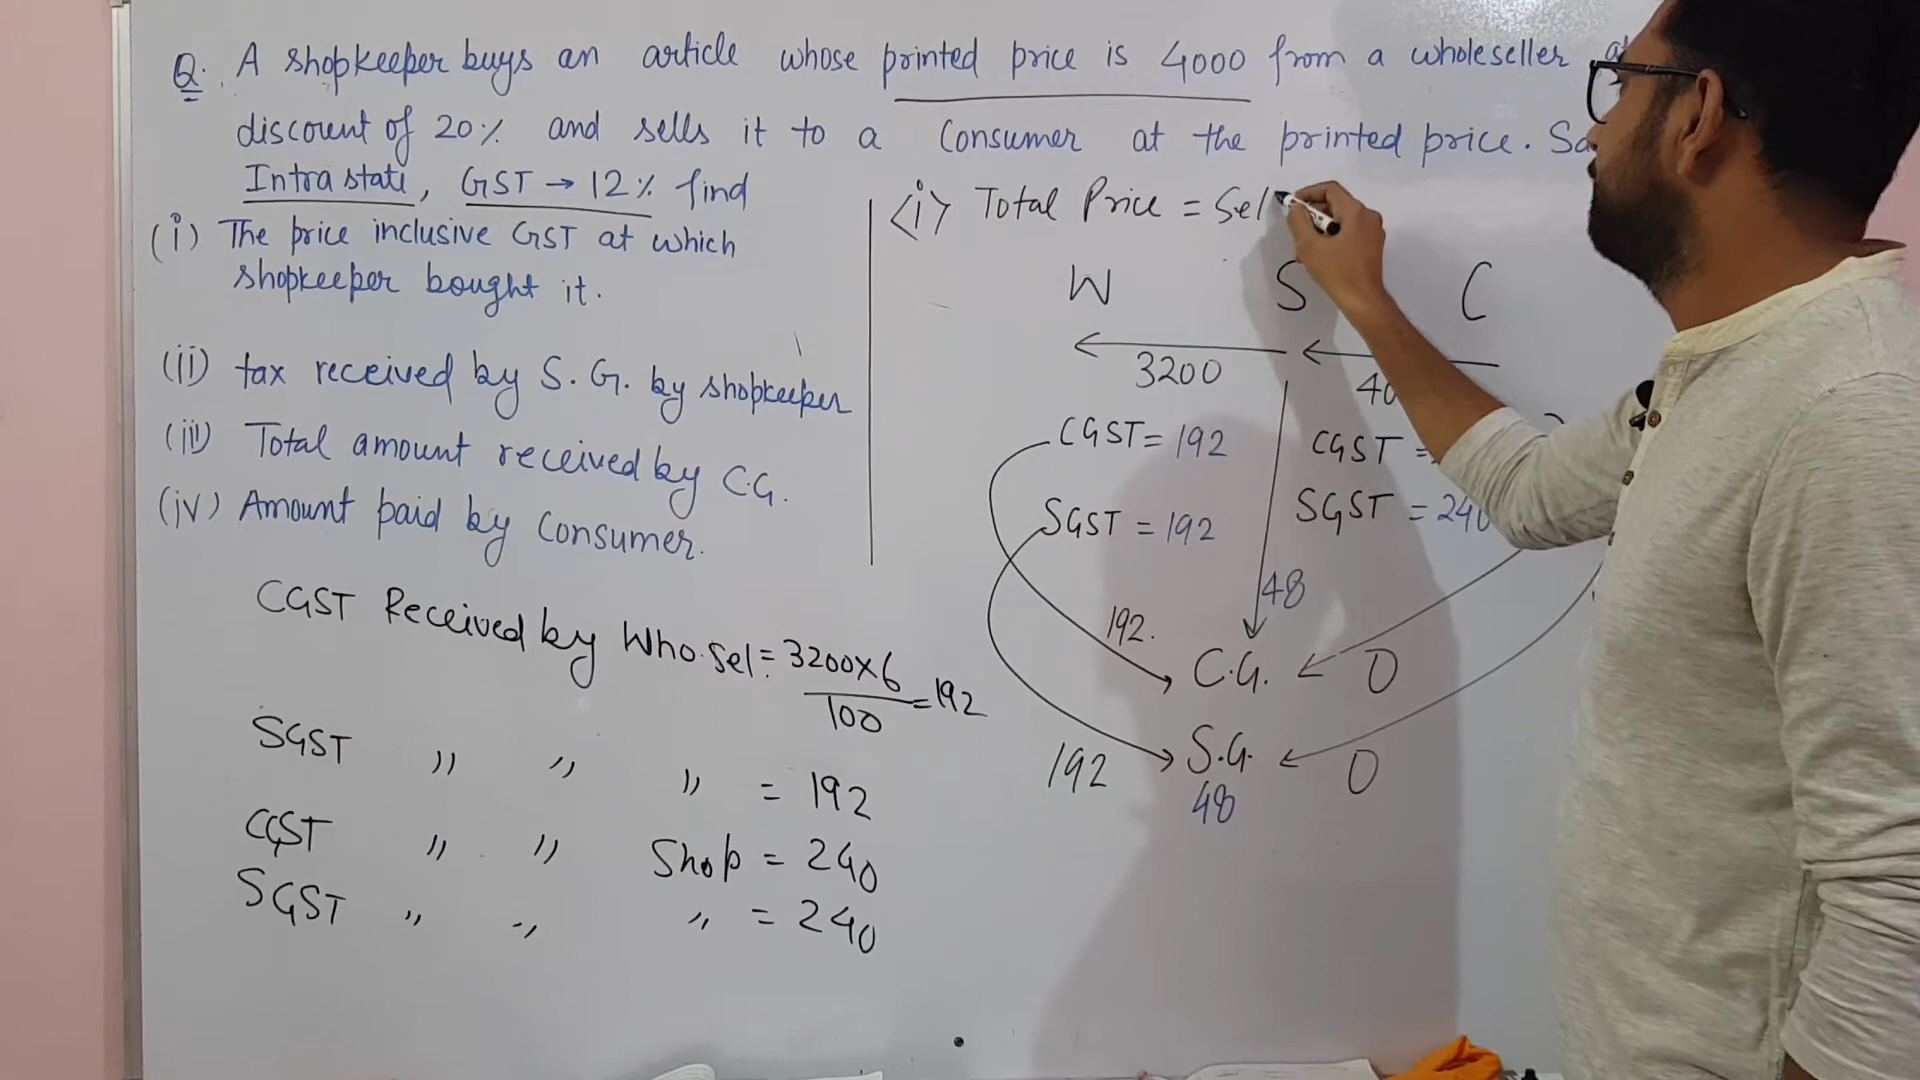 Q. A shopkeeper buys an article whose printed price is 4000 from a wholeseller
discount of 20% and sells it to a Consumer at the printed price.
Intra stati, GST → 12% find
(i) The price inclusive GST at which
shopkeeper bought it.
(ii) tax received by S.G. by shopkeeper
(iii) Total amount received by C.G.
(iv) Amount paid by Consumer.
CGST Received by Who.sel. = 3200×6
100
=192
SGST " " " = 192
CGST " " Shop = 240
SGST " " " = 240
<i> Total Price = Sel
W S C
3200
CGST = 192 CGST =
SGST = 192 SGST = 240
48
192.
C.G. 0
192 S.G. 0
48